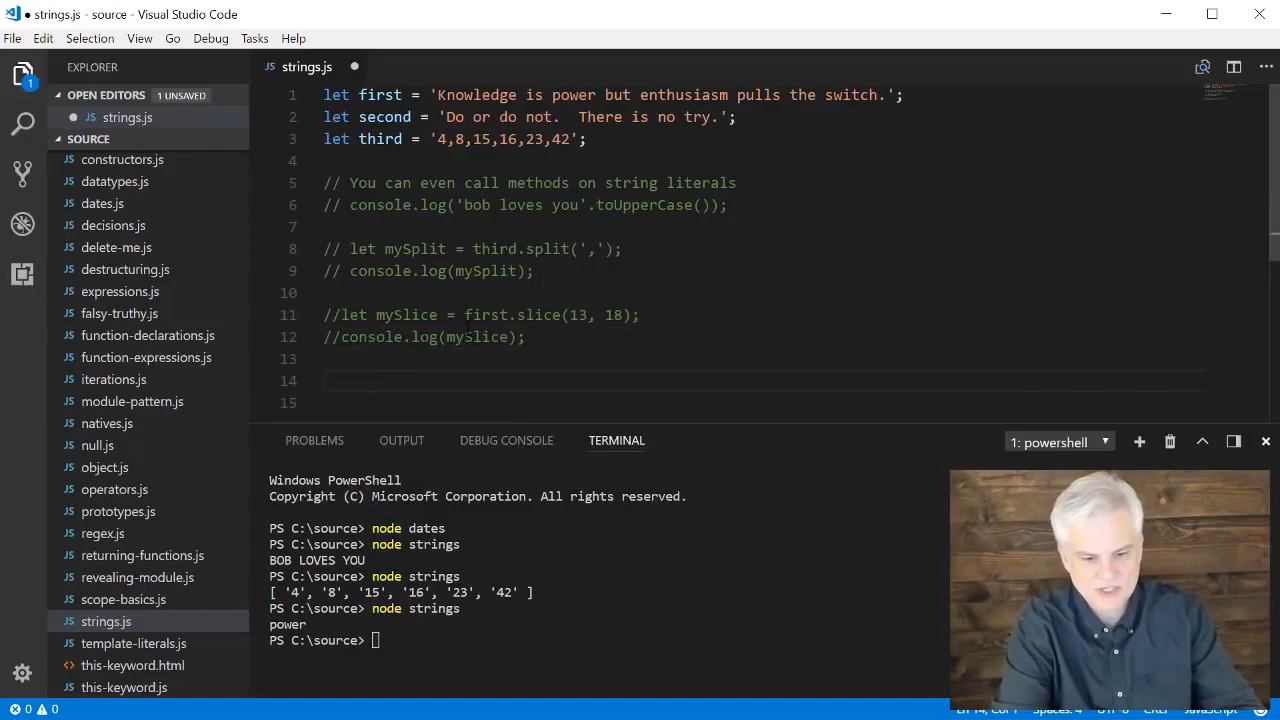 ● strings.js - source - Visual Studio Code
File Edit Selection View Go Debug Tasks Help
EXPLORER
OPEN EDITORS 1 UNSAVED
strings.js
SOURCE
JS constructors.js
JS datatypes.js
JS dates.js
JS decisions.js
JS delete-me.js
JS destructuring.js
JS expressions.js
JS falsy-truthy.js
JS function-declarations.js
JS function-expressions.js
JS iterations.js
JS module-pattern.js
JS natives.js
JS null.js
JS object.js
JS operators.js
JS prototypes.js
JS regex.js
JS returning-functions.js
JS revealing-module.js
JS scope-basics.js
JS strings.js
JS template-literals.js
<> this-keyword.html
JS this-keyword.js
1
JS strings.js
1 let first = 'Knowledge is power but enthusiasm pulls the switch.';
2 let second = 'Do or do not.  There is no try.';
3 let third = '4,8,15,16,23,42';
4
5 // You can even call methods on string literals
6 // console.log('bob loves you'.toUpperCase());
7
8 // let mySplit = third.split(',');
9 // console.log(mySplit);
10
11 //let mySlice = first.slice(13, 18);
12 //console.log(mySlice);
13
14
15
PROBLEMS OUTPUT DEBUG CONSOLE TERMINAL 1: powershell
Windows PowerShell
Copyright (C) Microsoft Corporation. All rights reserved.
PS C:\source> node dates
PS C:\source> node strings
BOB LOVES YOU
PS C:\source> node strings
[ '4', '8', '15', '16', '23', '42' ]
PS C:\source> node strings
power
PS C:\source>
0 0